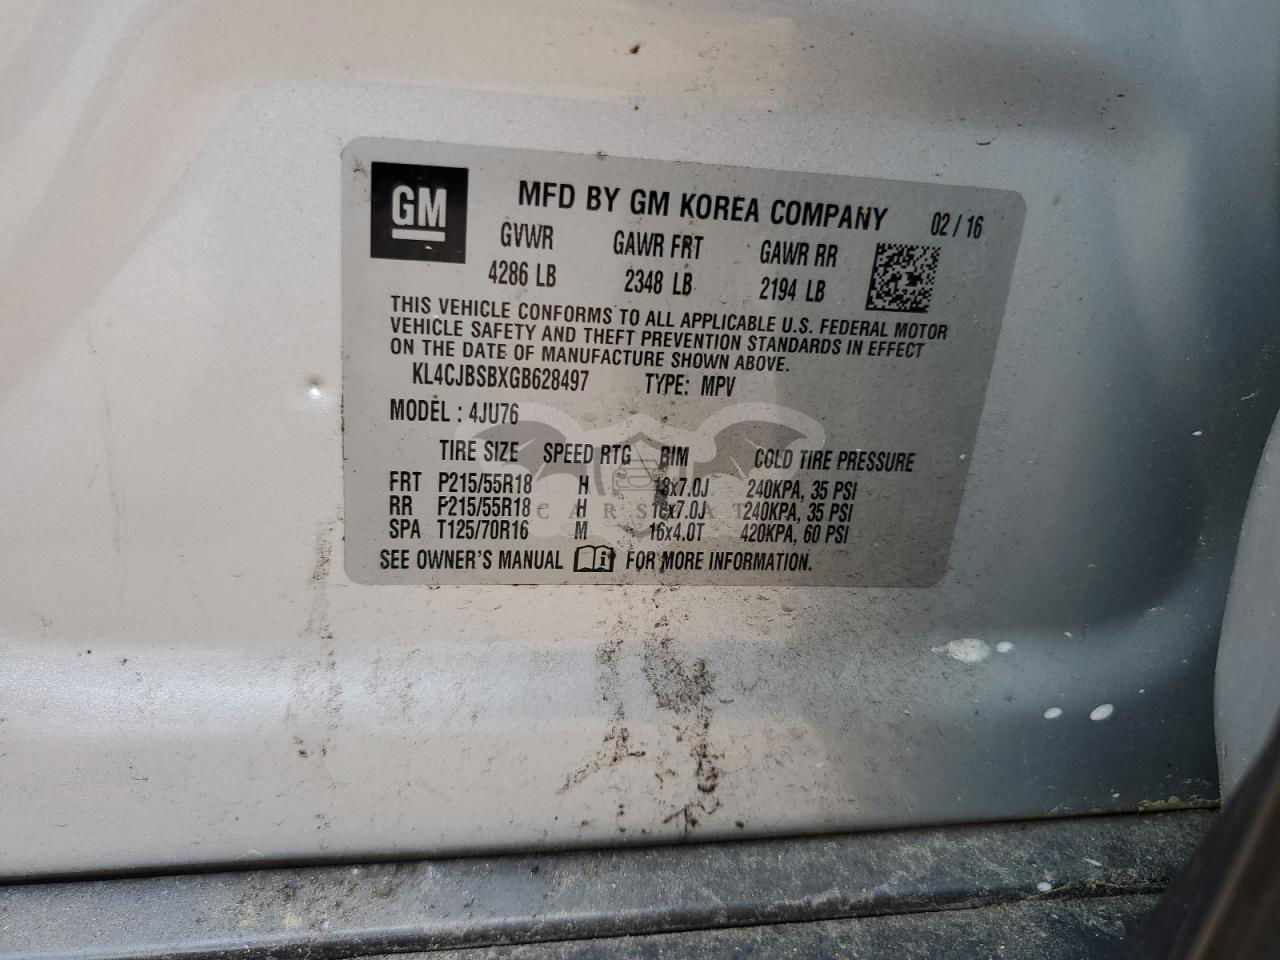 GM
MFD BY GM KOREA COMPANY 02 / 16
GVWR GAWR FRT GAWR RR
4286 LB 2348 LB 2194 LB
THIS VEHICLE CONFORMS TO ALL APPLICABLE U.S. FEDERAL MOTOR
VEHICLE SAFETY AND THEFT PREVENTION STANDARDS IN EFFECT
ON THE DATE OF MANUFACTURE SHOWN ABOVE.
KL4CJBSBXGB628497 TYPE: MPV
MODEL : 4JU76
TIRE SIZE SPEED RTG RIM COLD TIRE PRESSURE
FRT P215/55R18 H 18x7.0J 240KPA, 35 PSI
RR P215/55R18 H 18x7.0J 240KPA, 35 PSI
SPA T125/70R16 M 16x4.0T 420KPA, 60 PSI
SEE OWNER'S MANUAL FOR MORE INFORMATION.